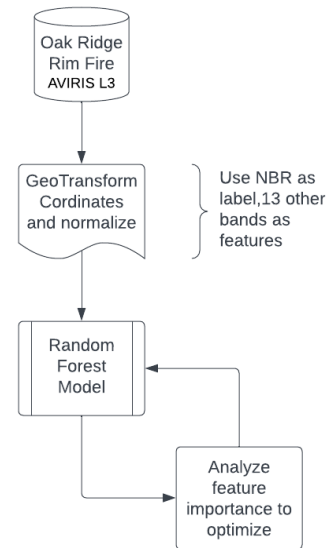 Oak Ridge
Rim Fire
AVIRIS L3
GeoTransform
Cordinates
and normalize
Use NBR as
label,13 other
bands as
features
Random
Forest
Model
Analyze
feature
importance to
optimize